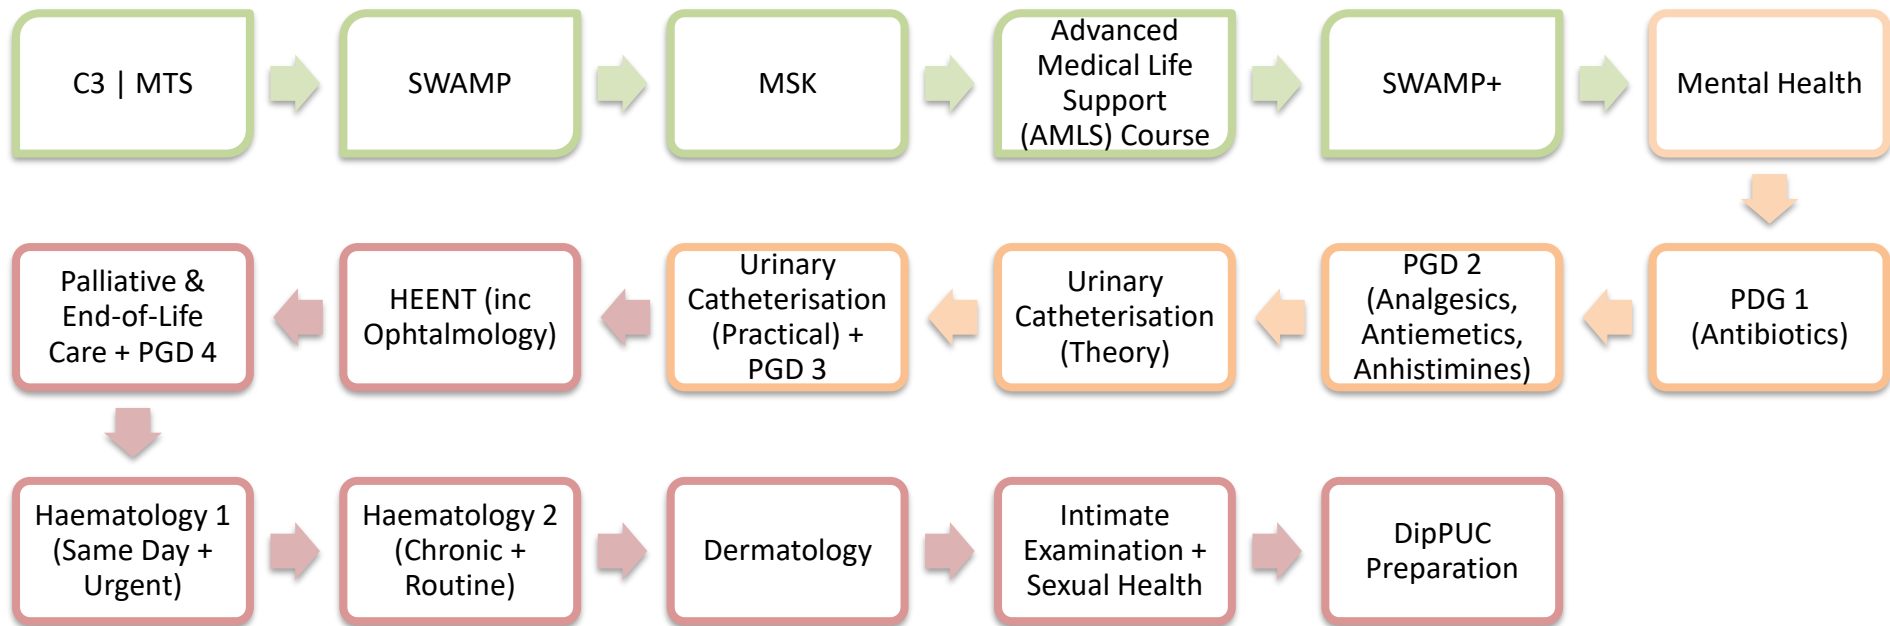 C3 | MTS
SWAMP
MSK
Advanced
Medical Life
Support
(AMLS) Course
SWAMP+
Mental Health
PDG 1
(Antibiotics)
PGD 2
(Analgesics,
Antiemetics,
Anhistimines)
Urinary
Catheterisation
(Theory)
Urinary
Catheterisation
(Practical) +
PGD 3
HEENT (inc
Ophtalmology)
Palliative &
End-of-Life
Care + PGD 4
Haematology 1
(Same Day +
Urgent)
Haematology 2
(Chronic +
Routine)
Dermatology
Intimate
Examination +
Sexual Health
DipPUC
Preparation